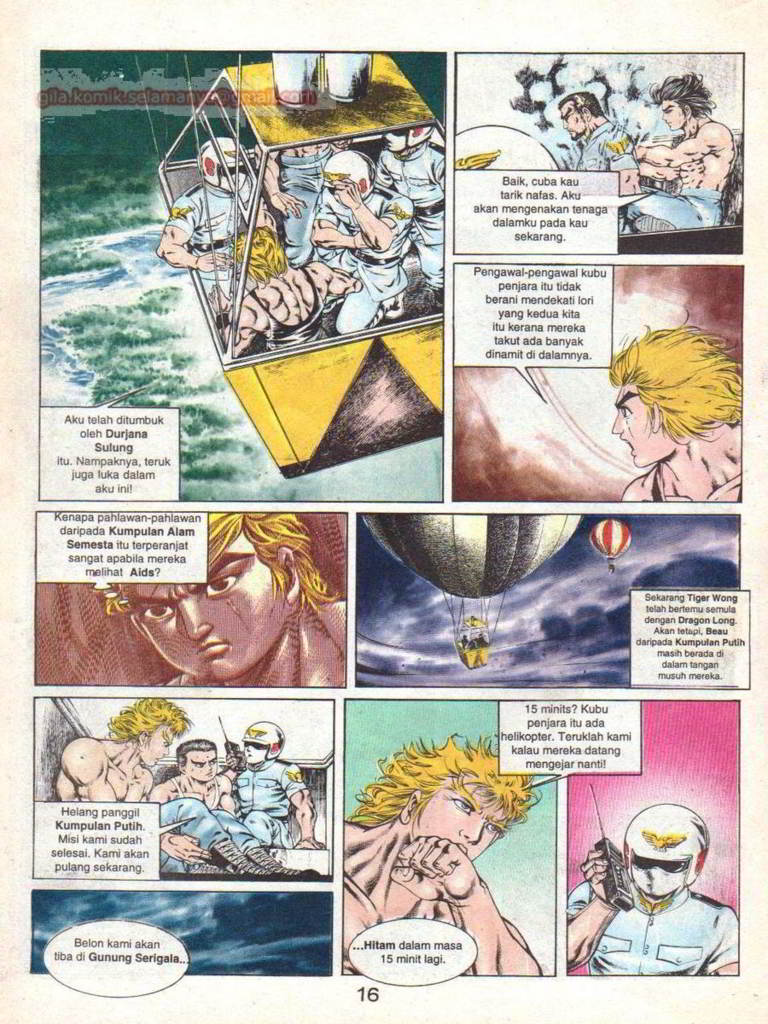 gila.komik.selamanya@gmail.com
Aku telah ditumbuk
oleh Durjana
Sulung
itu. Nampaknya, teruk
juga luka dalam
aku ini!
Baik, cuba kau
tarik nafas. Aku
akan mengenakan tenaga
dalamku pada kau
sekarang.
Pengawal-pengawal kubu
penjara itu tidak
berani mendekati lori
yang kedua kita
itu kerana mereka
takut ada banyak
dinamit di dalamnya.
Kenapa pahlawan-pahlawan
daripada Kumpulan Alam
Semesta itu terperanjat
sangat apabila mereka
melihat Aids?
Sekarang Tiger Wong
telah bertemu semula
dengan Dragon Long.
Akan tetapi, Beau
daripada Kumpulan Putih
masih berada di
dalam tangan
musuh mereka.
Helang panggil
Kumpulan Putih.
Misi kami sudah
selesai. Kami akan
pulang sekarang.
15 minits? Kubu
penjara itu ada
helikopter. Teruklah kami
kalau mereka datang
mengejar nanti!
Belon kami akan
tiba di Gunung Serigala...
...Hitam dalam masa
15 minit lagi.
16